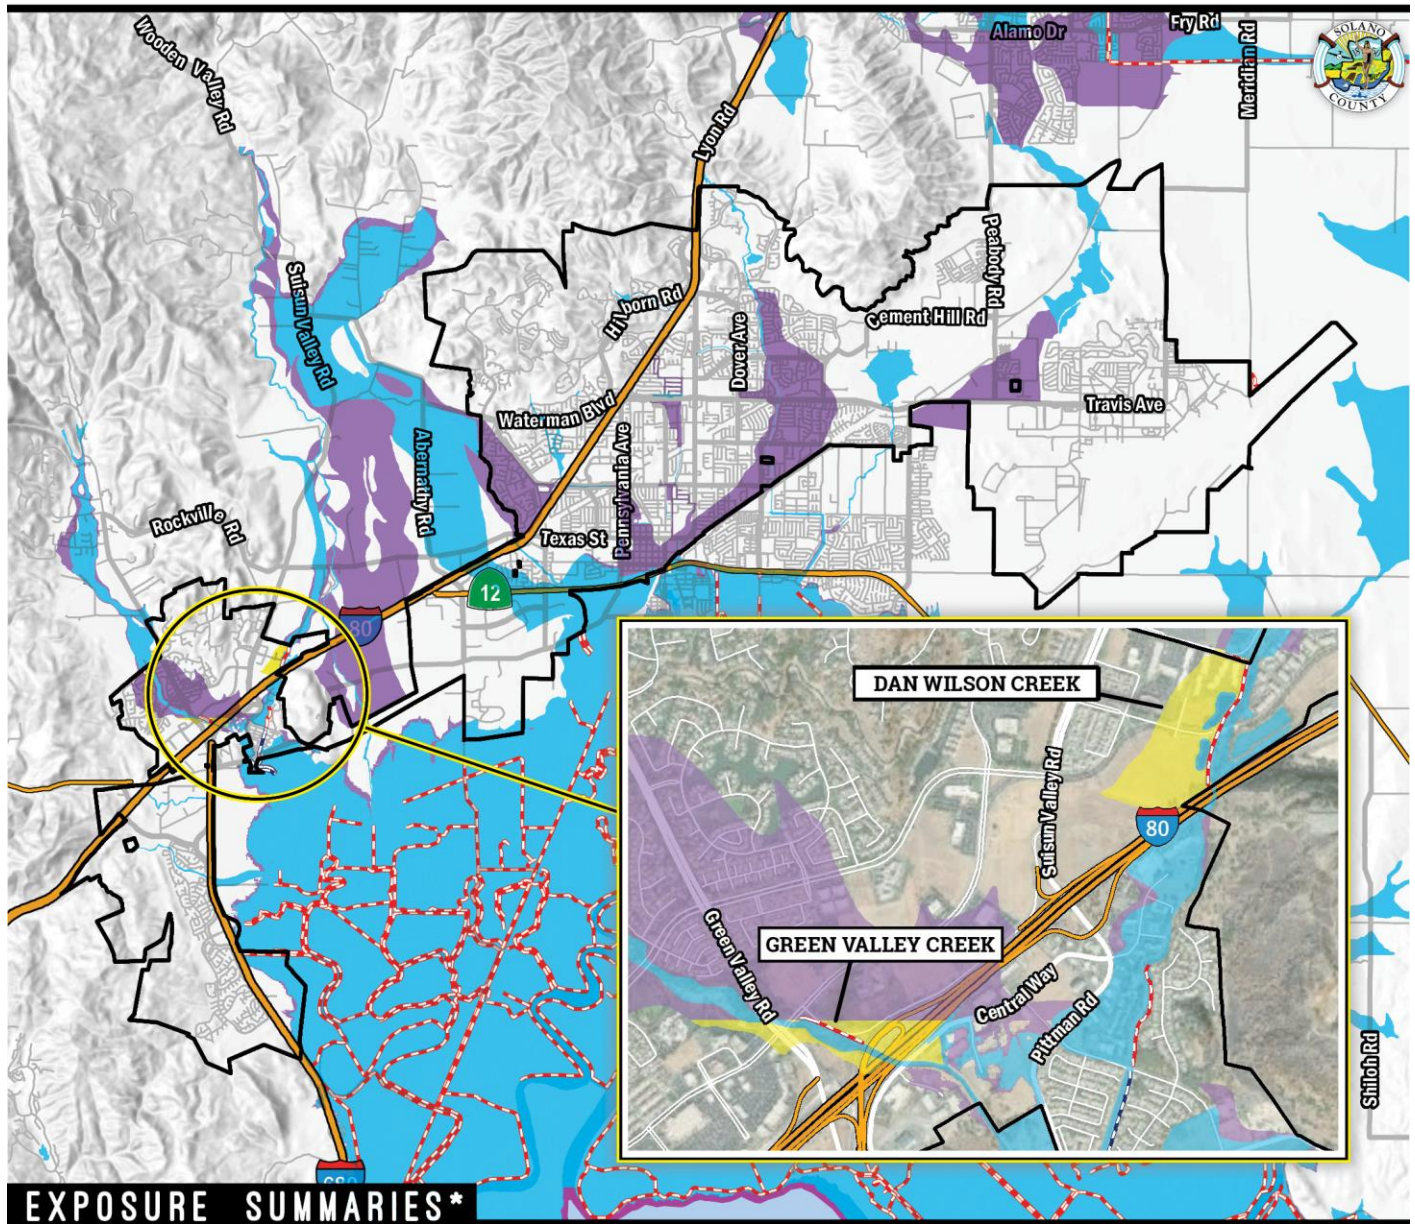 Wooden Valley Rd
Alamo Dr
Fry Rd
Meridian Rd
SOLANO
COUNTY
Lyon Rd
Suisun Valley Rd
Hilborn Rd
Peabody Rd
Dover Ave
Cement Hill Rd
Waterman Blvd
Travis Ave
Abernathy Rd
Pennsylvania Ave
Rockville Rd
Texas St
12
80
DAN WILSON CREEK
Suisun Valley Rd
80
Green Valley Rd
GREEN VALLEY CREEK
Central Way
Pittman Rd
Shiloh Rd
680
EXPOSURE SUMMARIES*